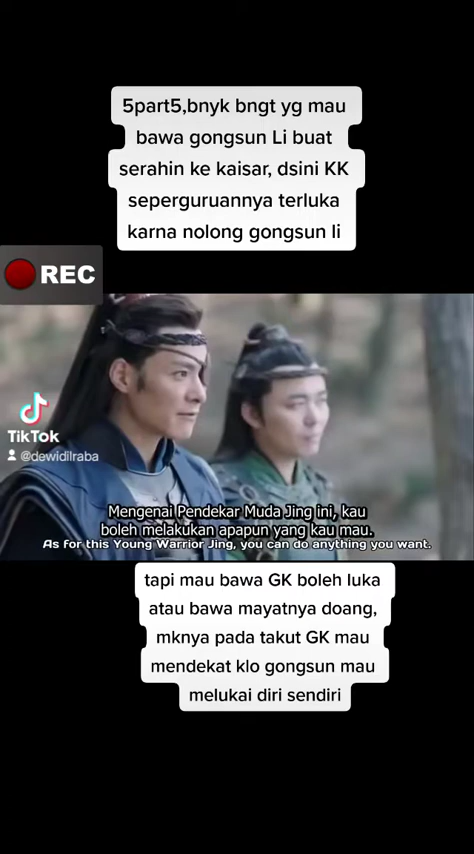 5part5,bnyk bngt yg mau
bawa gongsun Li buat
serahin ke kaisar, dsini KK
seperguruannya terluka
karna nolong gongsun li
REC
TikTok
@dewidilraba
Mengenai Pendekar Muda Jing ini, kau
boleh melakukan apapun yang kau mau.
As for this Young Warrior Jing, you can do anything you want.
tapi mau bawa GK boleh luka
atau bawa mayatnya doang,
mknya pada takut GK mau
mendekat klo gongsun mau
melukai diri sendiri